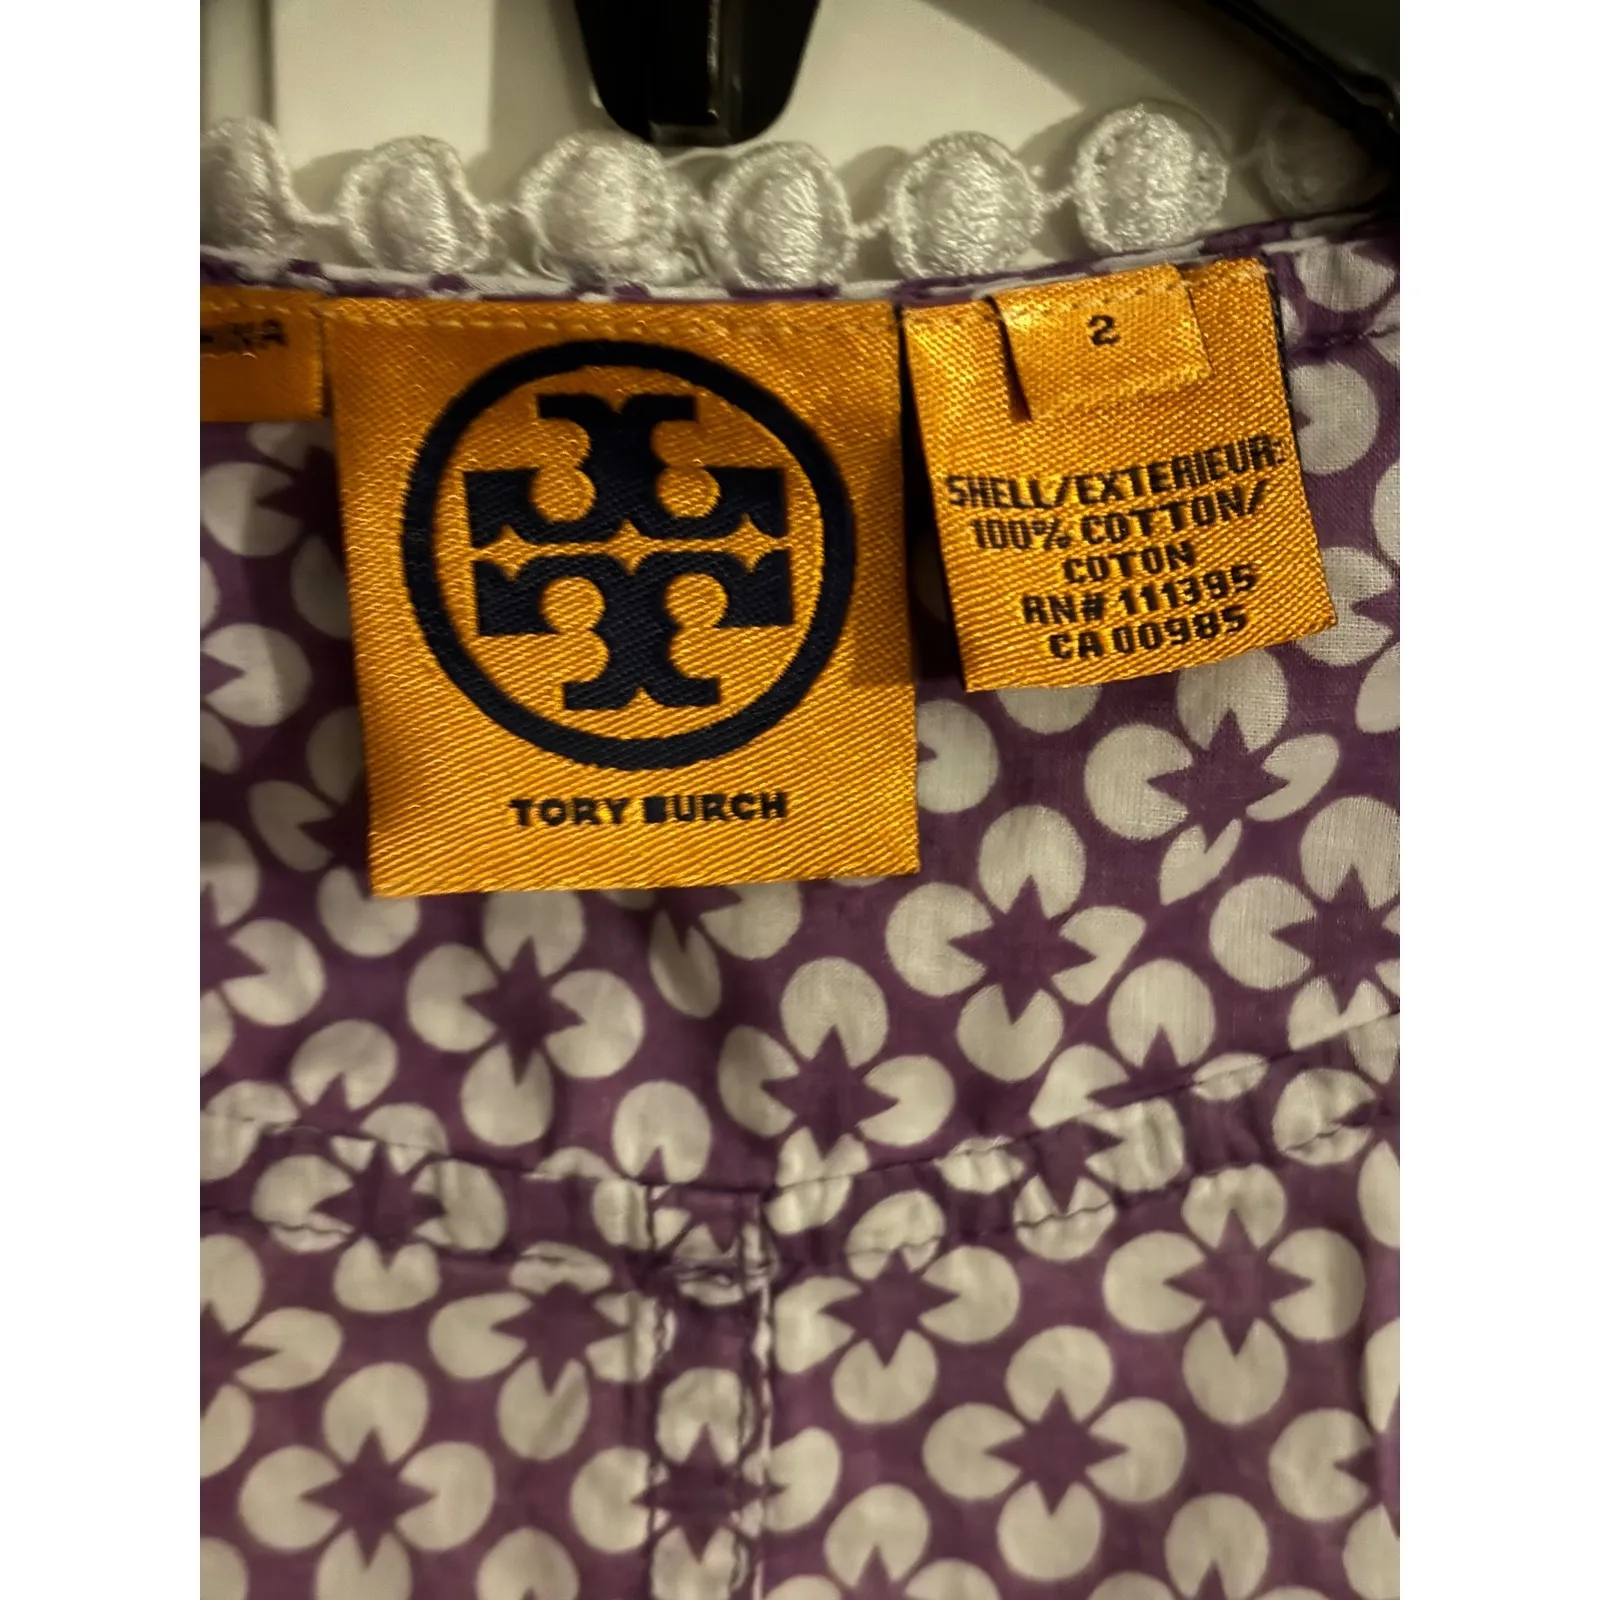 TORY BURCH
2
SHELL/EXTERIEUR:
100% COTTON/
COTON
RN# 111395
CA 00985